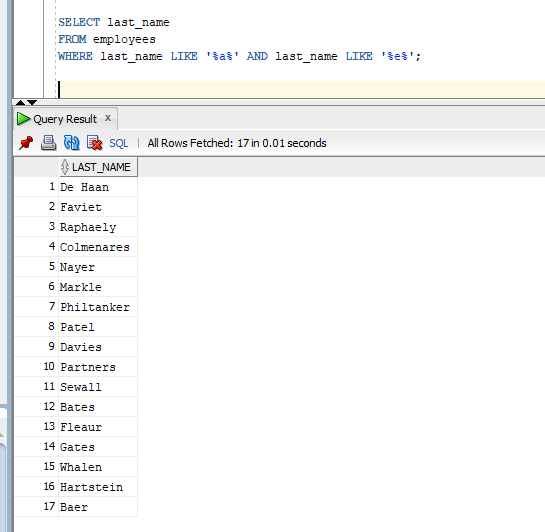 SELECT last_name
FROM employees
WHERE last_name LIKE '%a%' AND last_name LIKE '%e%';
Query Result x
SQL | All Rows Fetched: 17 in 0.01 seconds
LAST_NAME
1 De Haan
2 Faviet
3 Raphaely
4 Colmenares
5 Nayer
6 Markle
7 Philtanker
8 Patel
9 Davies
10 Partners
11 Sewall
12 Bates
13 Fleaur
14 Gates
15 Whalen
16 Hartstein
17 Baer